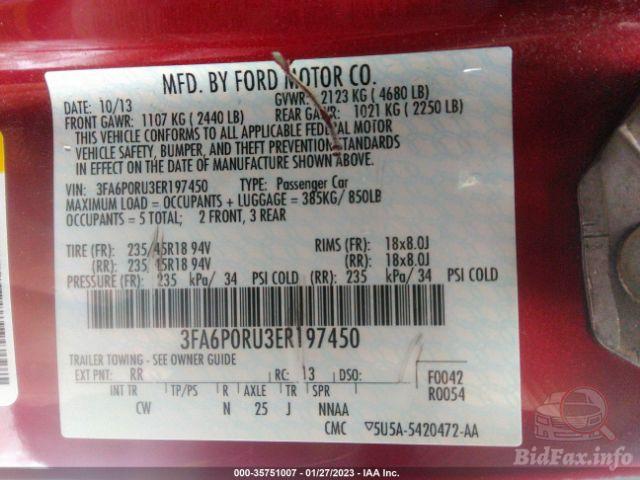 MFD. BY FORD MOTOR CO.
DATE: 10/13 GVWR: 2123 KG ( 4680 LB)
FRONT GAWR: 1107 KG ( 2440 LB) REAR GAWR: 1021 KG ( 2250 LB)
THIS VEHICLE CONFORMS TO ALL APPLICABLE FEDERAL MOTOR
VEHICLE SAFETY, BUMPER, AND THEFT PREVENTION STANDARDS
IN EFFECT ON THE DATE OF MANUFACTURE SHOWN ABOVE.
VIN: 3FA6P0RU3ER197450 TYPE: Passenger Car
MAXIMUM LOAD = OCCUPANTS + LUGGAGE = 385KG/ 850LB
OCCUPANTS = 5 TOTAL; 2 FRONT, 3 REAR
TIRE (FR): 235/45R18 94V RIMS (FR): 18x8.0J
(RR): 235/45R18 94V (RR): 18x8.0J
PRESSURE (FR): 235 kPa/ 34 PSI COLD (RR): 235 kPa/ 34 PSI COLD
3FA6P0RU3ER197450
TRAILER TOWING - SEE OWNER GUIDE
EXT PNT: RR RC: 13 DSO: F0042
R0054
INT TR TP/PS R AXLE TR SPR
CW N 25 J NNAA
CMC ▽5U5A-5420472-AA
000-35751007 - 01/27/2023 - IAA Inc.
BidFax.info